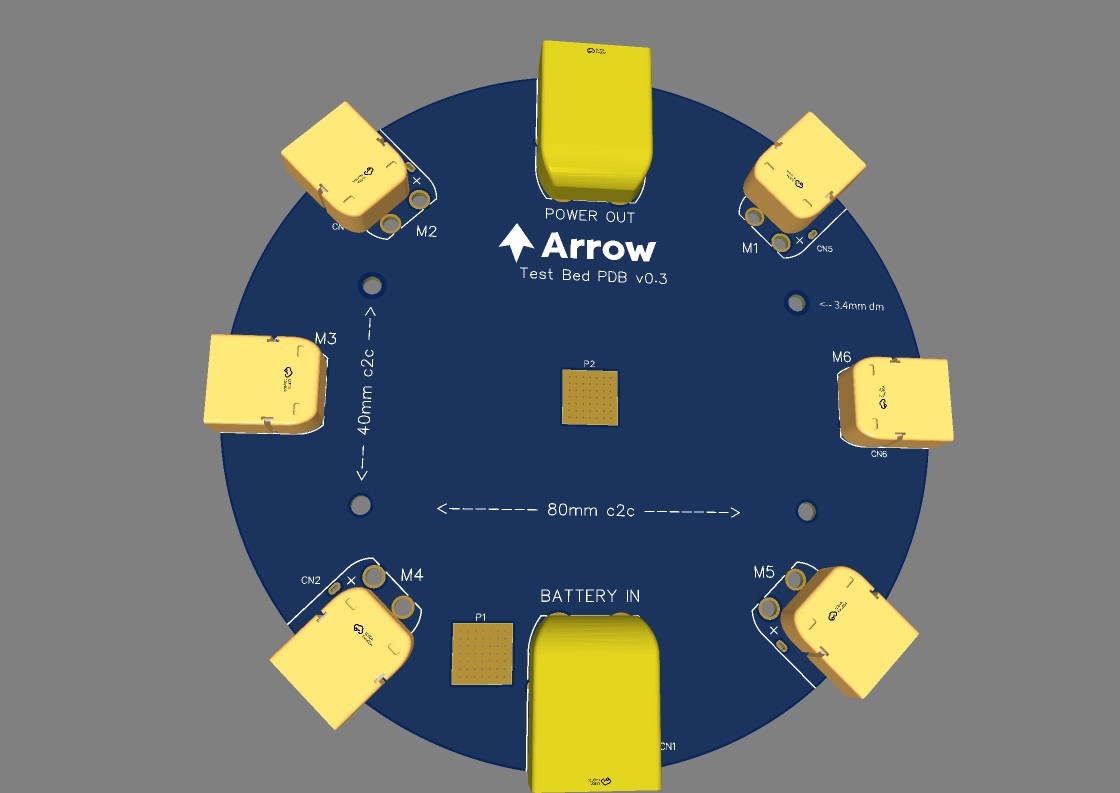 POWER OUT
Arrow
Test Bed PDB v0.3
M2
CN
M1
CN5
<-- 3.4mm dm
M3
40mm c2c
P2
M6
CN6
80mm c2c
CN2
M4
BATTERY IN
M5
P1
CN1